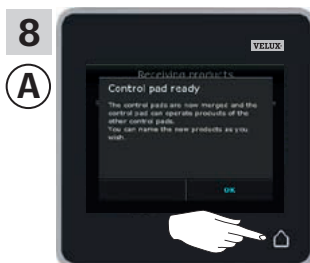 8
A
VELUX
Receiving products
Control pad ready
The control pads are now merged and the
control pad can operate products of the
other control pads.
You can name the new products as you
wish.
OK